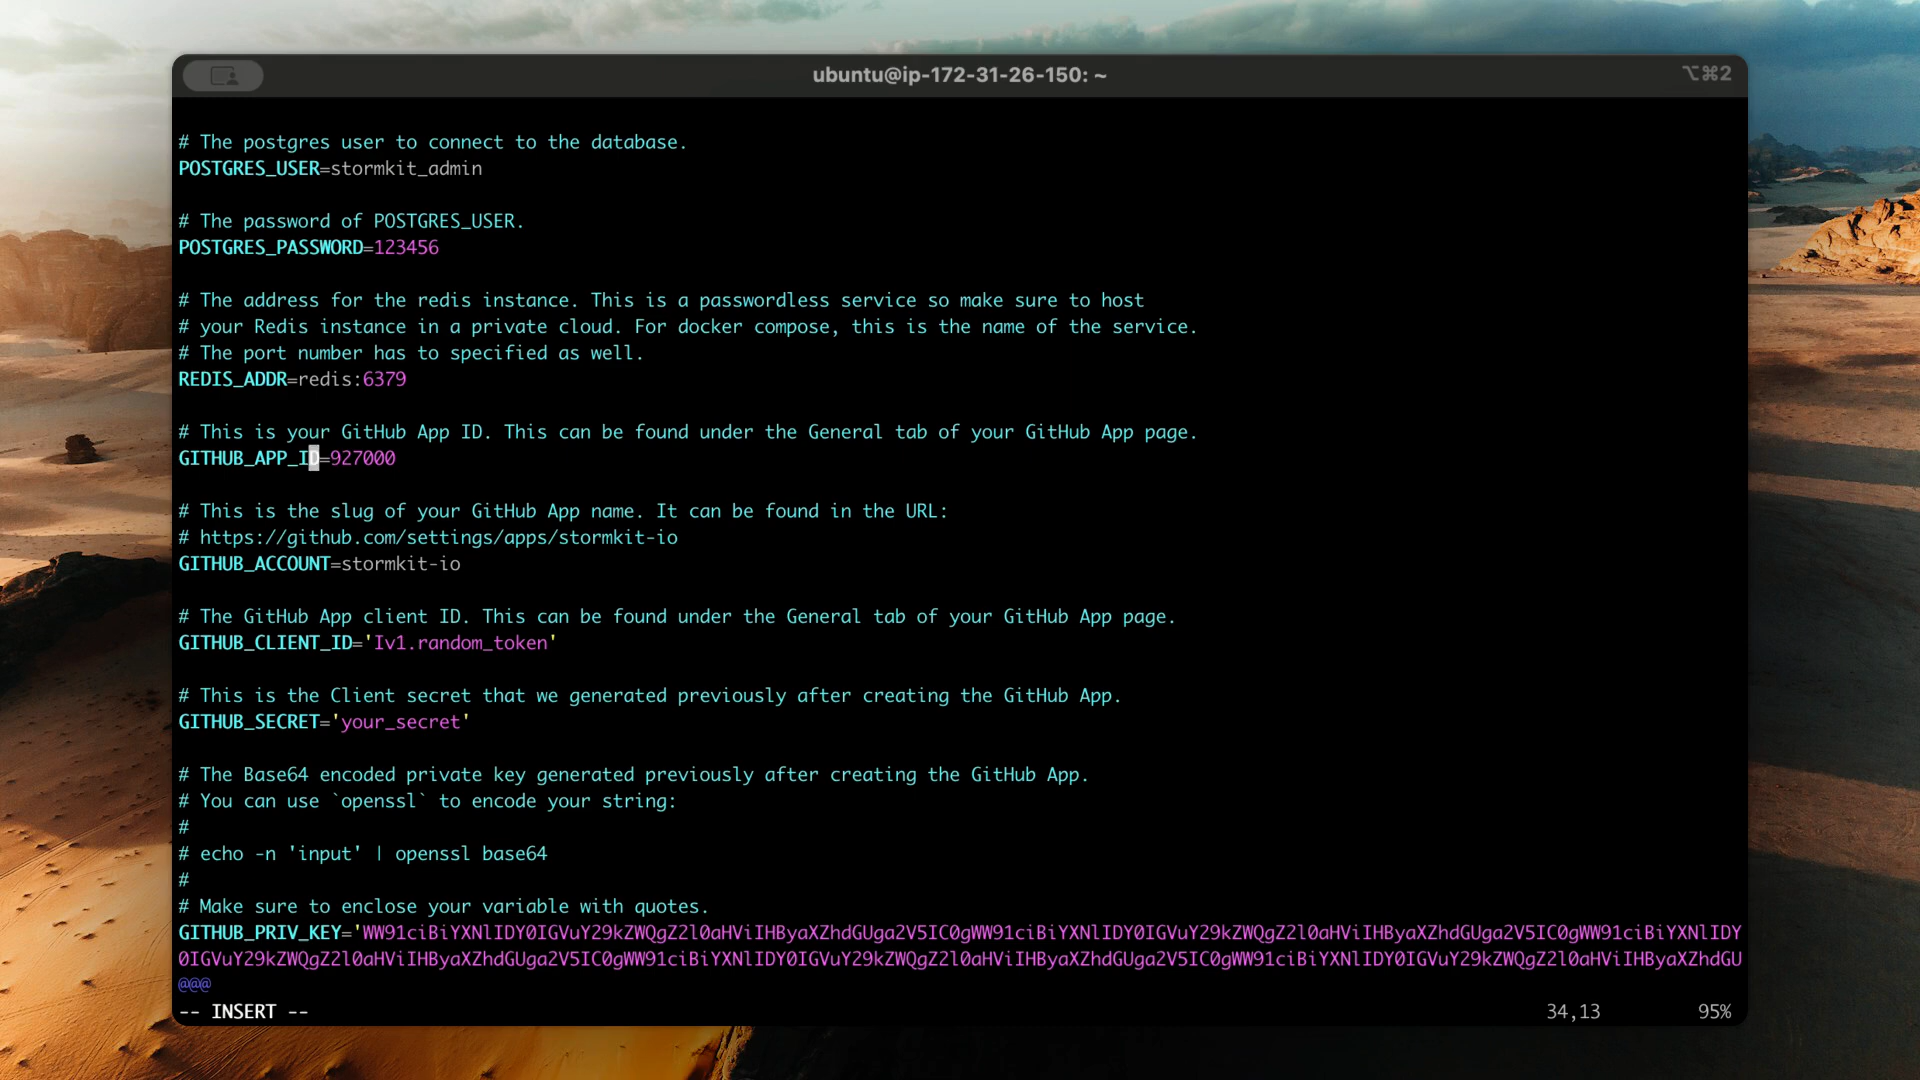 ubuntu@ip-172-31-26-150: ~
⌥⌘2
# The postgres user to connect to the database.
POSTGRES_USER=stormkit_admin
# The password of POSTGRES_USER.
POSTGRES_PASSWORD=123456
# The address for the redis instance. This is a passwordless service so make sure to host
# your Redis instance in a private cloud. For docker compose, this is the name of the service.
# The port number has to specified as well.
REDIS_ADDR=redis:6379
# This is your GitHub App ID. This can be found under the General tab of your GitHub App page.
GITHUB_APP_ID=927000
# This is the slug of your GitHub App name. It can be found in the URL:
# https://github.com/settings/apps/stormkit-io
GITHUB_ACCOUNT=stormkit-io
# The GitHub App client ID. This can be found under the General tab of your GitHub App page.
GITHUB_CLIENT_ID='Iv1.random_token'
# This is the Client secret that we generated previously after creating the GitHub App.
GITHUB_SECRET='your_secret'
# The Base64 encoded private key generated previously after creating the GitHub App.
# You can use `openssl` to encode your string:
#
# echo -n 'input' | openssl base64
#
# Make sure to enclose your variable with quotes.
GITHUB_PRIV_KEY='WW91ciBiYXNlIDY0IGVuY29kZWQgZ2l0aHViIHByaXZhdGUga2V5IC0gWW91ciBiYXNlIDY0IGVuY29kZWQgZ2l0aHViIHByaXZhdGUga2V5IC0gWW91ciBiYXNlIDY
0IGVuY29kZWQgZ2l0aHViIHByaXZhdGUga2V5IC0gWW91ciBiYXNlIDY0IGVuY29kZWQgZ2l0aHViIHByaXZhdGUga2V5IC0gWW91ciBiYXNlIDY0IGVuY29kZWQgZ2l0aHViIHByaXZhdGU
@@@
-- INSERT --
34,13
95%